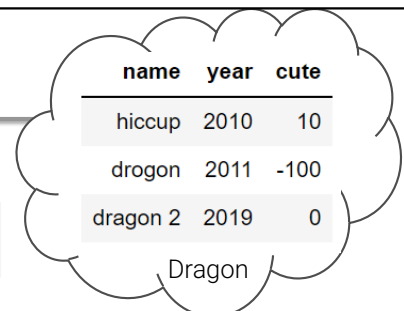 name year cute
hiccup 2010 10
drogon 2011 -100
dragon 2 2019 0
Dragon